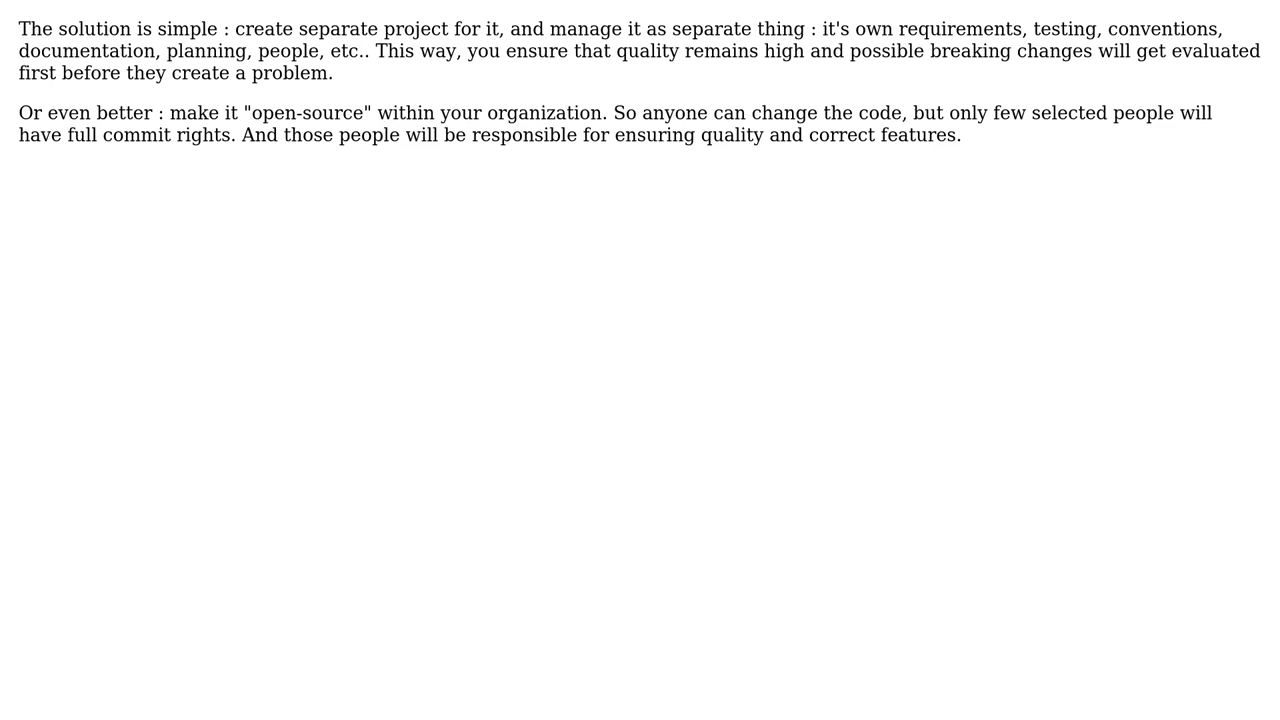 The solution is simple : create separate project for it, and manage it as separate thing : it's own requirements, testing, conventions,
documentation, planning, people, etc.. This way, you ensure that quality remains high and possible breaking changes will get evaluated
first before they create a problem.
Or even better : make it "open-source" within your organization. So anyone can change the code, but only few selected people will
have full commit rights. And those people will be responsible for ensuring quality and correct features.